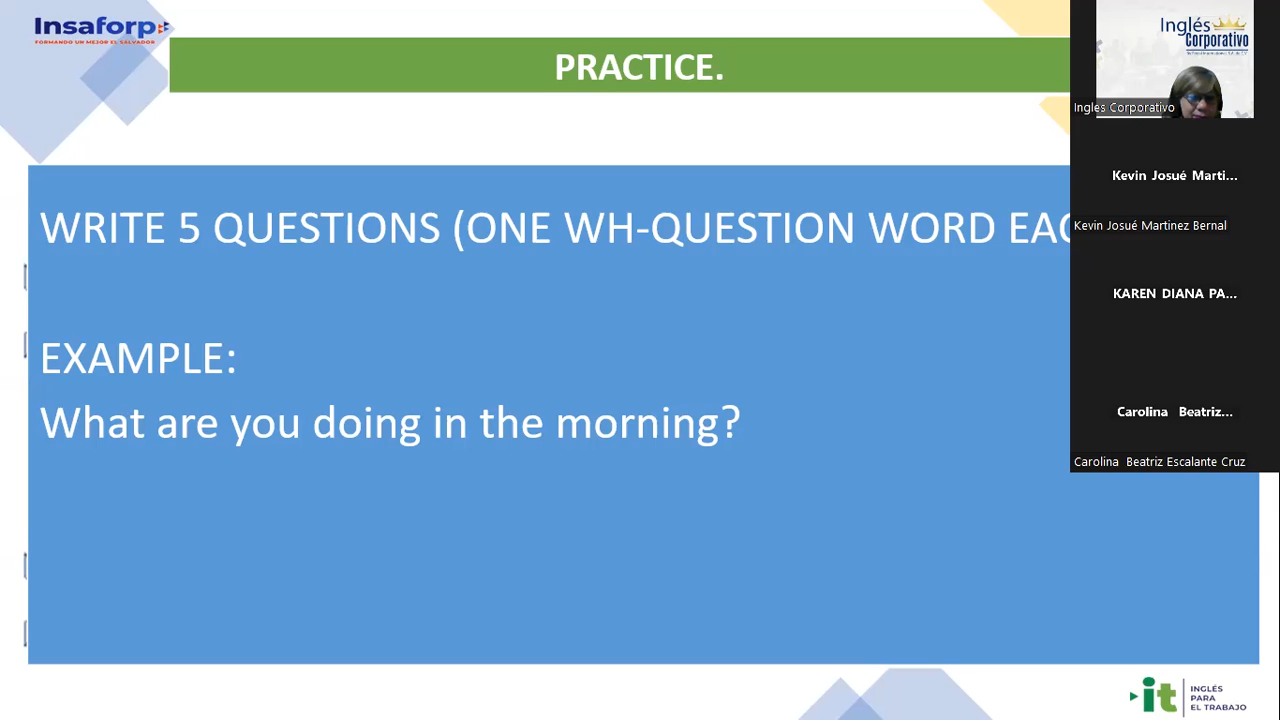 Insaforp
FORMANDO UN MEJOR EL SALVADOR
PRACTICE.
WRITE 5 QUESTIONS (ONE WH-QUESTION WORD EAC
EXAMPLE:
What are you doing in the morning?
Inglés
Corporativo
Ingles Corporativo
Kevin Josué Marti...
Kevin Josué Martinez Bernal
KAREN DIANA PA...
Carolina Beatriz...
Carolina Beatriz Escalante Cruz
it
INGLÉS
PARA
EL TRABAJO